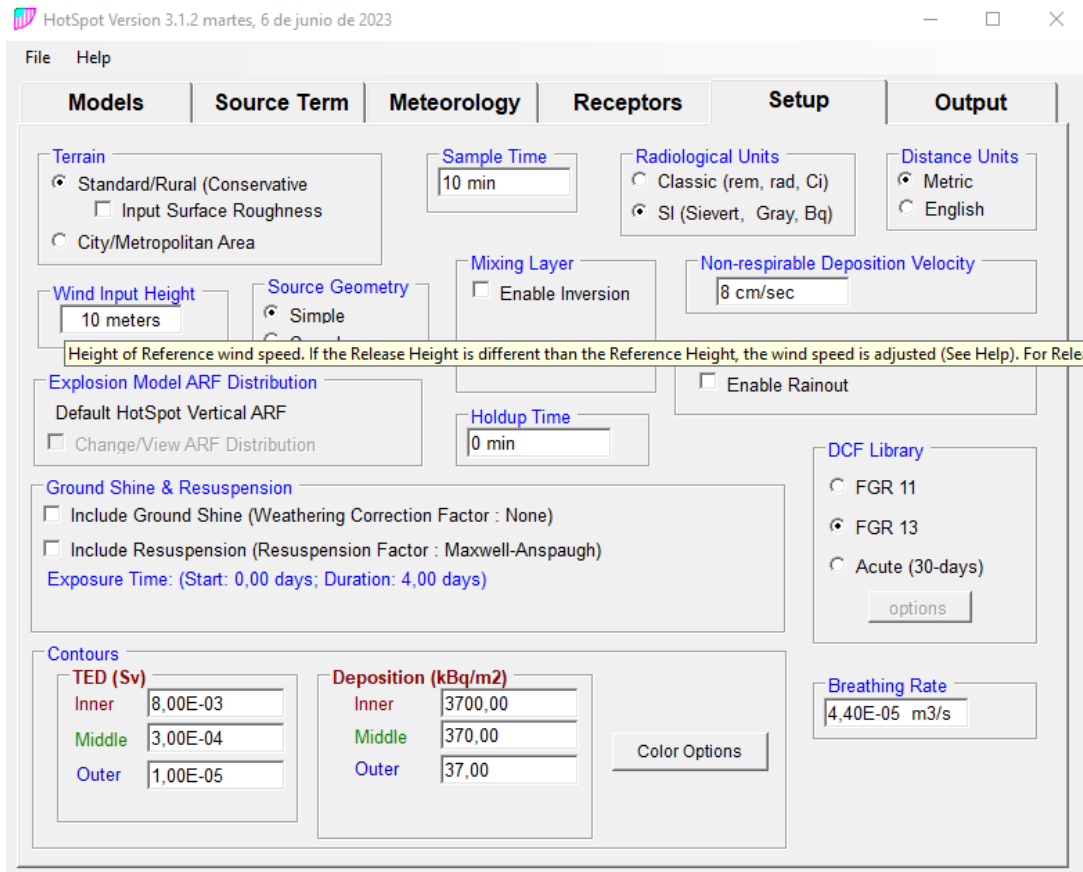 HotSpot Version 3.1.2 martes, 6 de junio de 2023
File Help
Models Source Term Meteorology Receptors Setup Output
Terrain
Standard/Rural (Conservative
Input Surface Roughness
City/Metropolitan Area
Sample Time
10 min
Radiological Units
Classic (rem, rad, Ci)
SI (Sievert, Gray, Bq)
Distance Units
Metric
English
Wind Input Height
10 meters
Source Geometry
Simple
Mixing Layer
Enable Inversion
Non-respirable Deposition Velocity
8 cm/sec
Height of Reference wind speed. If the Release Height is different than the Reference Height, the wind speed is adjusted (See Help). For Rele
Enable Rainout
Explosion Model ARF Distribution
Default HotSpot Vertical ARF
Change/View ARF Distribution
Holdup Time
0 min
DCF Library
FGR 11
FGR 13
Acute (30-days)
options
Ground Shine & Resuspension
Include Ground Shine (Weathering Correction Factor : None)
Include Resuspension (Resuspension Factor : Maxwell-Anspaugh)
Exposure Time: (Start: 0,00 days; Duration: 4,00 days)
Contours
TED (Sv)
Inner 8,00E-03
Middle 3,00E-04
Outer 1,00E-05
Deposition (kBq/m2)
Inner 3700,00
Middle 370,00
Outer 37,00
Color Options
Breathing Rate
4,40E-05 m3/s